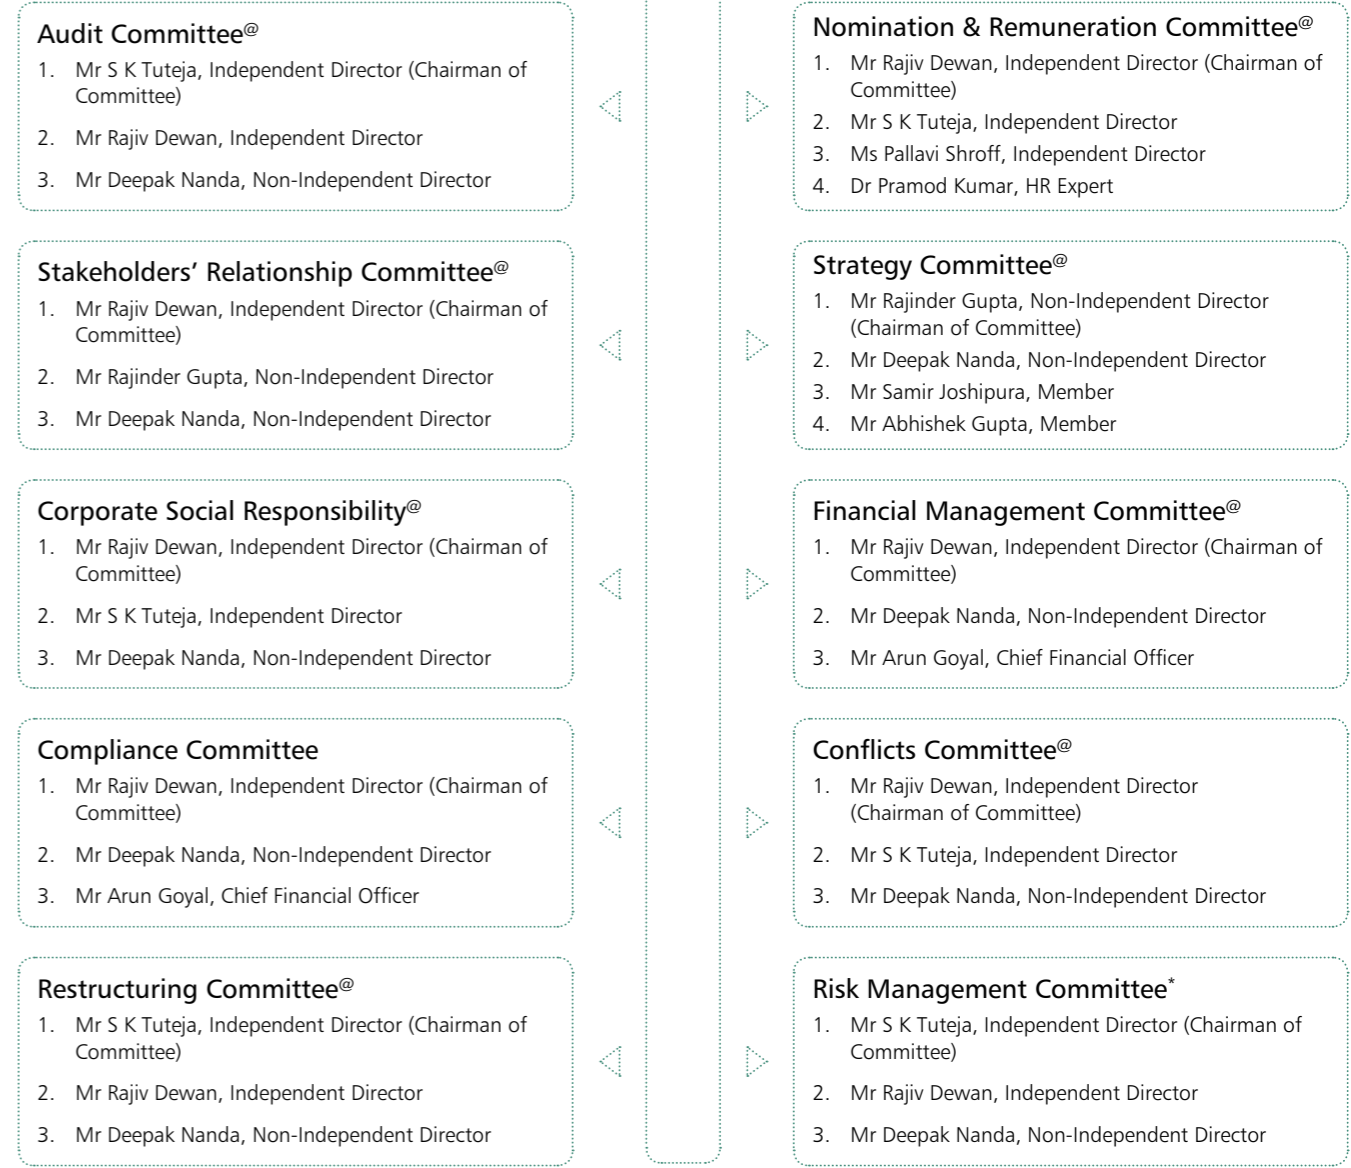 Audit Committee@
1. Mr S K Tuteja, Independent Director (Chairman of
Committee)
2. Mr Rajiv Dewan, Independent Director
3. Mr Deepak Nanda, Non-Independent Director
Nomination & Remuneration Committee@
1. Mr Rajiv Dewan, Independent Director (Chairman of
Committee)
2. Mr S K Tuteja, Independent Director
3. Ms Pallavi Shroff, Independent Director
4. Dr Pramod Kumar, HR Expert
Stakeholders’ Relationship Committee@
1. Mr Rajiv Dewan, Independent Director (Chairman of
Committee)
2. Mr Rajinder Gupta, Non-Independent Director
3. Mr Deepak Nanda, Non-Independent Director
Strategy Committee@
1. Mr Rajinder Gupta, Non-Independent Director
(Chairman of Committee)
2. Mr Deepak Nanda, Non-Independent Director
3. Mr Samir Joshipura, Member
4. Mr Abhishek Gupta, Member
Corporate Social Responsibility@
1. Mr Rajiv Dewan, Independent Director (Chairman of
Committee)
2. Mr S K Tuteja, Independent Director
3. Mr Deepak Nanda, Non-Independent Director
Financial Management Committee@
1. Mr Rajiv Dewan, Independent Director (Chairman of
Committee)
2. Mr Deepak Nanda, Non-Independent Director
3. Mr Arun Goyal, Chief Financial Officer
Compliance Committee
1. Mr Rajiv Dewan, Independent Director (Chairman of
Committee)
2. Mr Deepak Nanda, Non-Independent Director
3. Mr Arun Goyal, Chief Financial Officer
Conflicts Committee@
1. Mr Rajiv Dewan, Independent Director
(Chairman of Committee)
2. Mr S K Tuteja, Independent Director
3. Mr Deepak Nanda, Non-Independent Director
Restructuring Committee@
1. Mr S K Tuteja, Independent Director (Chairman of
Committee)
2. Mr Rajiv Dewan, Independent Director
3. Mr Deepak Nanda, Non-Independent Director
Risk Management Committee*
1. Mr S K Tuteja, Independent Director (Chairman of
Committee)
2. Mr Rajiv Dewan, Independent Director
3. Mr Deepak Nanda, Non-Independent Director